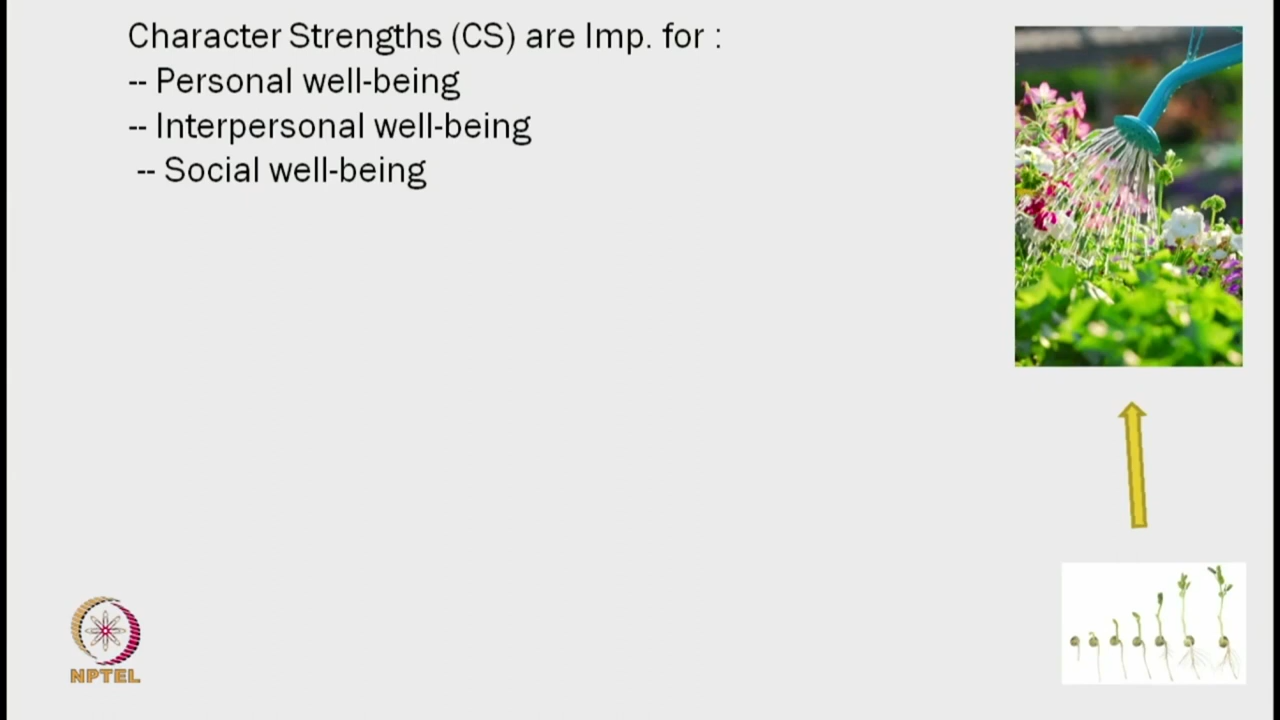 Character Strengths (CS) are Imp. for :
-- Personal well-being
-- Interpersonal well-being
-- Social well-being
NPTEL